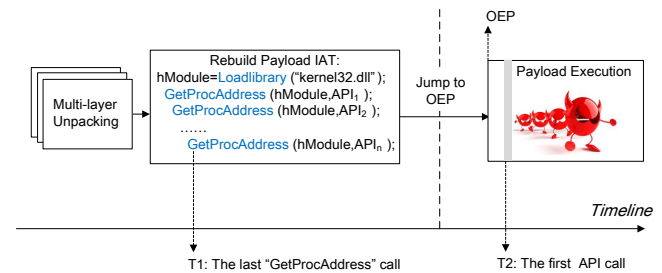 OEP
Multi-layer
Unpacking
Rebuild Payload IAT:
hModule=Loadlibrary ("kernel32.dll" );
GetProcAddress (hModule,API1 );
GetProcAddress (hModule,API2 );
......
GetProcAddress (hModule,APIn );
Jump to
OEP
Payload Execution
Timeline
T1: The last "GetProcAddress" call
T2: The first API call